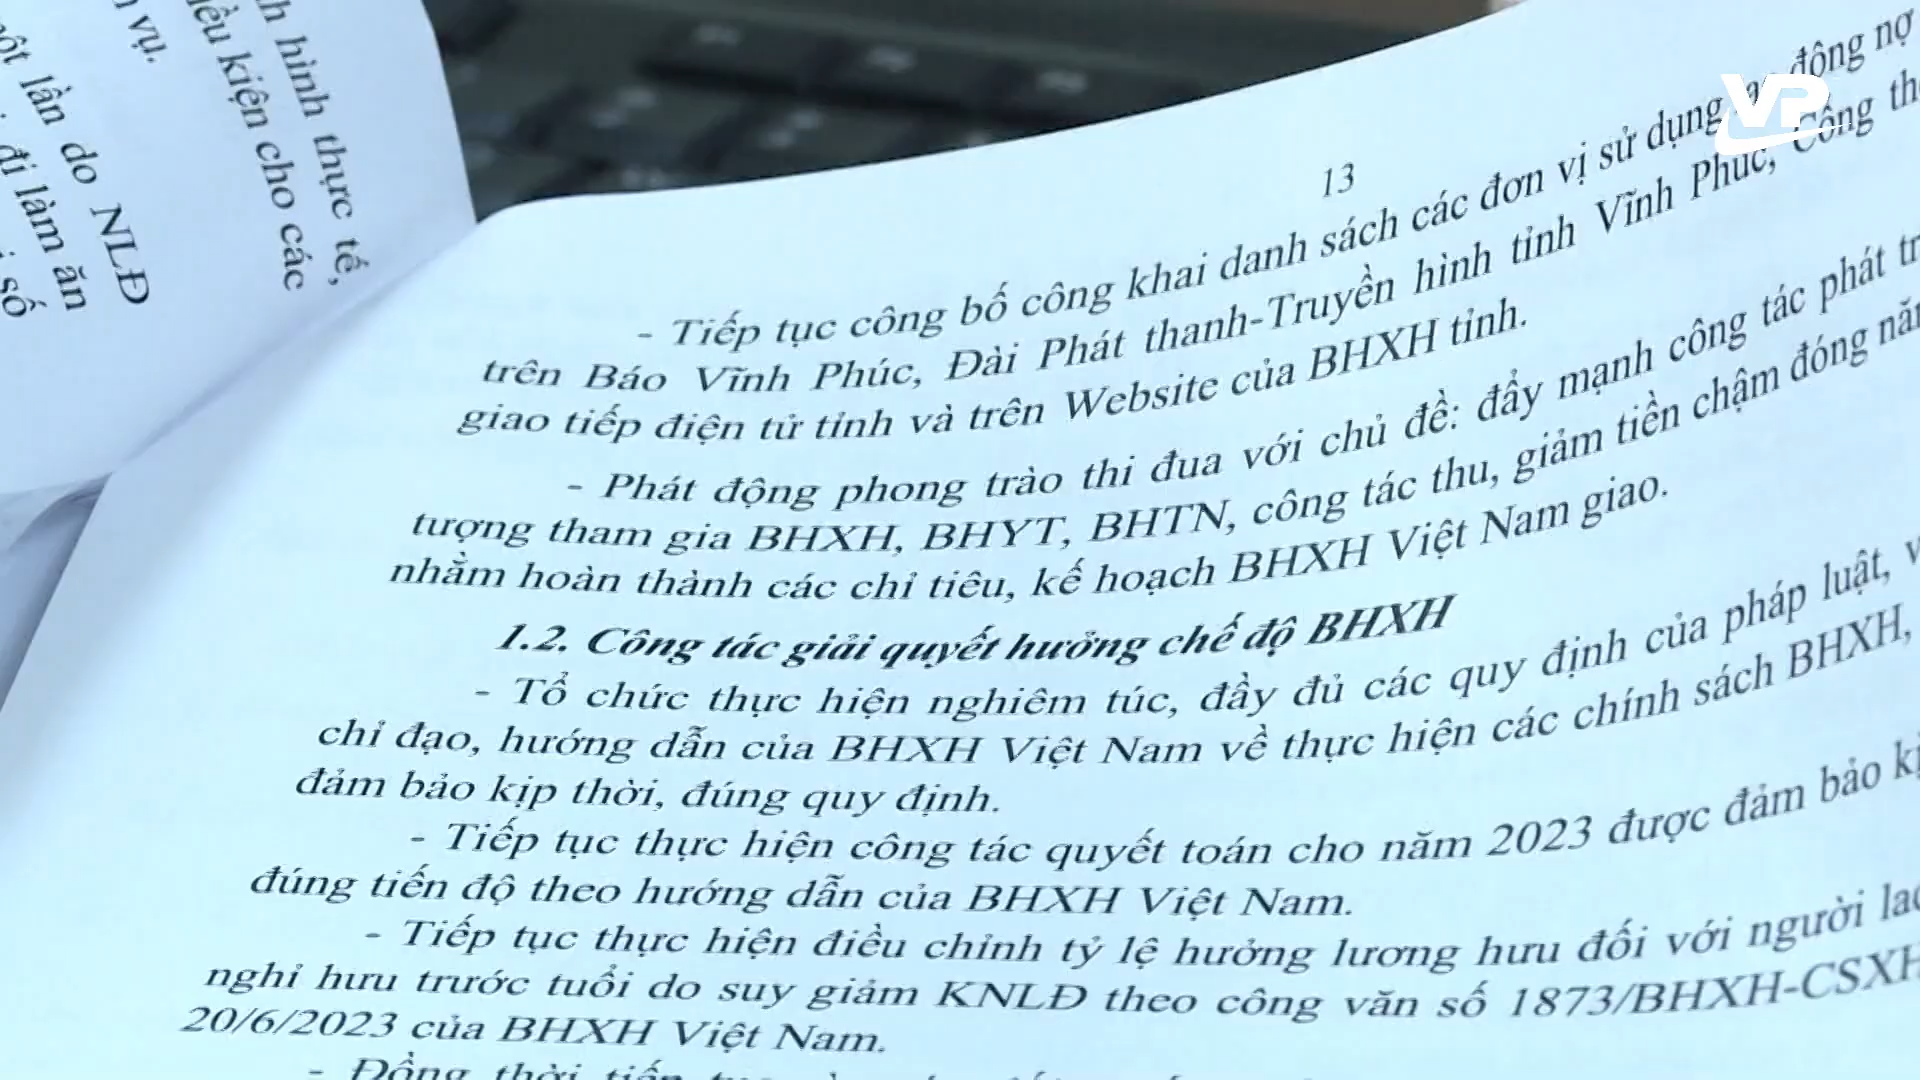 h hình thực tế,
kiện cho các
vụ.
lần do NLĐ
đi làm ăn
số
VP
13
- Tiếp tục công bố công khai danh sách các đơn vị sử dụng động nợ
trên Báo Vĩnh Phúc, Đài Phát thanh-Truyền hình tỉnh Vĩnh Phúc, Cổng
giao tiếp điện tử tỉnh và trên Website của BHXH tỉnh.
- Phát động phong trào thi đua với chủ đề: đẩy mạnh công tác phát
tượng tham gia BHXH, BHYT, BHTN, công tác thu, giảm tiền chậm đóng
nhằm hoàn thành các chỉ tiêu, kế hoạch BHXH Việt Nam giao.
1.2. Công tác giải quyết hưởng chế độ BHXH
- Tổ chức thực hiện nghiêm túc, đầy đủ các quy định của pháp luật,
chỉ đạo, hướng dẫn của BHXH Việt Nam về thực hiện các chính sách BHXH,
đảm bảo kịp thời, đúng quy định.
- Tiếp tục thực hiện công tác quyết toán cho năm 2023 được đảm bảo
đúng tiến độ theo hướng dẫn của BHXH Việt Nam.
- Tiếp tục thực hiện điều chỉnh tỷ lệ hưởng lương hưu đối với người
nghỉ hưu trước tuổi do suy giảm KNLĐ theo công văn số 1873/BHXH-CSXH
20/6/2023 của BHXH Việt Nam.
- Đồng thời tiếp